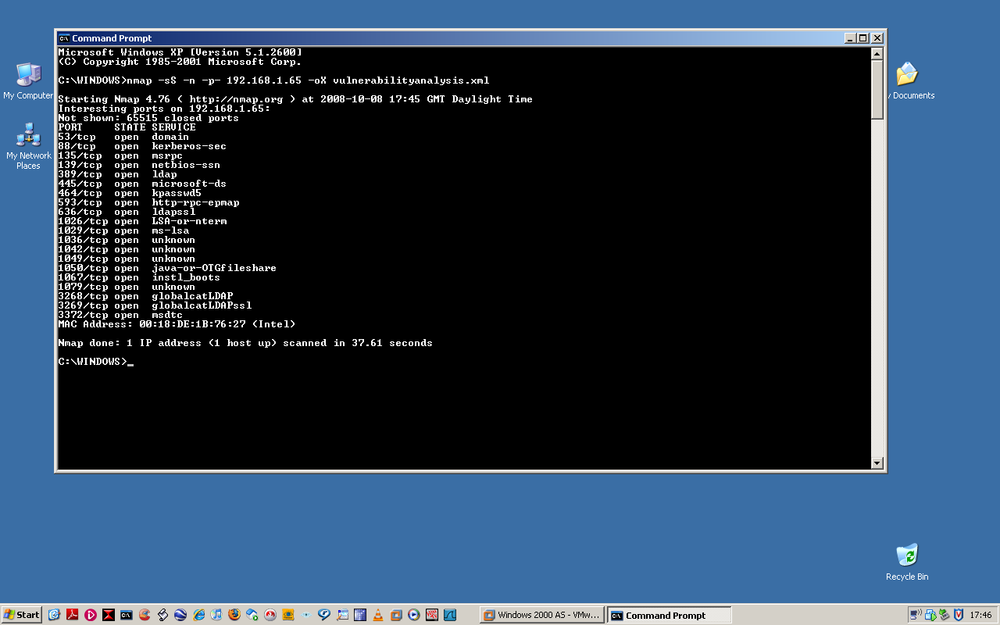 Command Prompt
Microsoft Windows XP [Version 5.1.2600]
(C) Copyright 1985-2001 Microsoft Corp.
C:\WINDOWS>nmap -sS -n -p- 192.168.1.65 -oX vulnerabilityanalysis.xml
Starting Nmap 4.76 ( http://nmap.org ) at 2008-10-08 17:45 GMT Daylight Time
Interesting ports on 192.168.1.65:
Not shown: 65515 closed ports
PORT STATE SERVICE
53/tcp open domain
88/tcp open kerberos-sec
135/tcp open msrpc
139/tcp open netbios-ssn
389/tcp open ldap
445/tcp open microsoft-ds
464/tcp open kpasswd5
593/tcp open http-rpc-epmap
636/tcp open ldapssl
1026/tcp open LSA-or-nterm
1029/tcp open ms-lsa
1036/tcp open unknown
1042/tcp open unknown
1049/tcp open unknown
1050/tcp open java-or-OTGfileshare
1067/tcp open instl_boots
1079/tcp open unknown
3268/tcp open globalcatLDAP
3269/tcp open globalcatLDAPssl
3372/tcp open msdtc
MAC Address: 00:18:DE:1B:76:27 (Intel)
Nmap done: 1 IP address (1 host up) scanned in 37.61 seconds
C:\WINDOWS>_
My Computer
My Network
Places
y Documents
Recycle Bin
Start
Windows 2000 AS - VMw...
Command Prompt
17:46